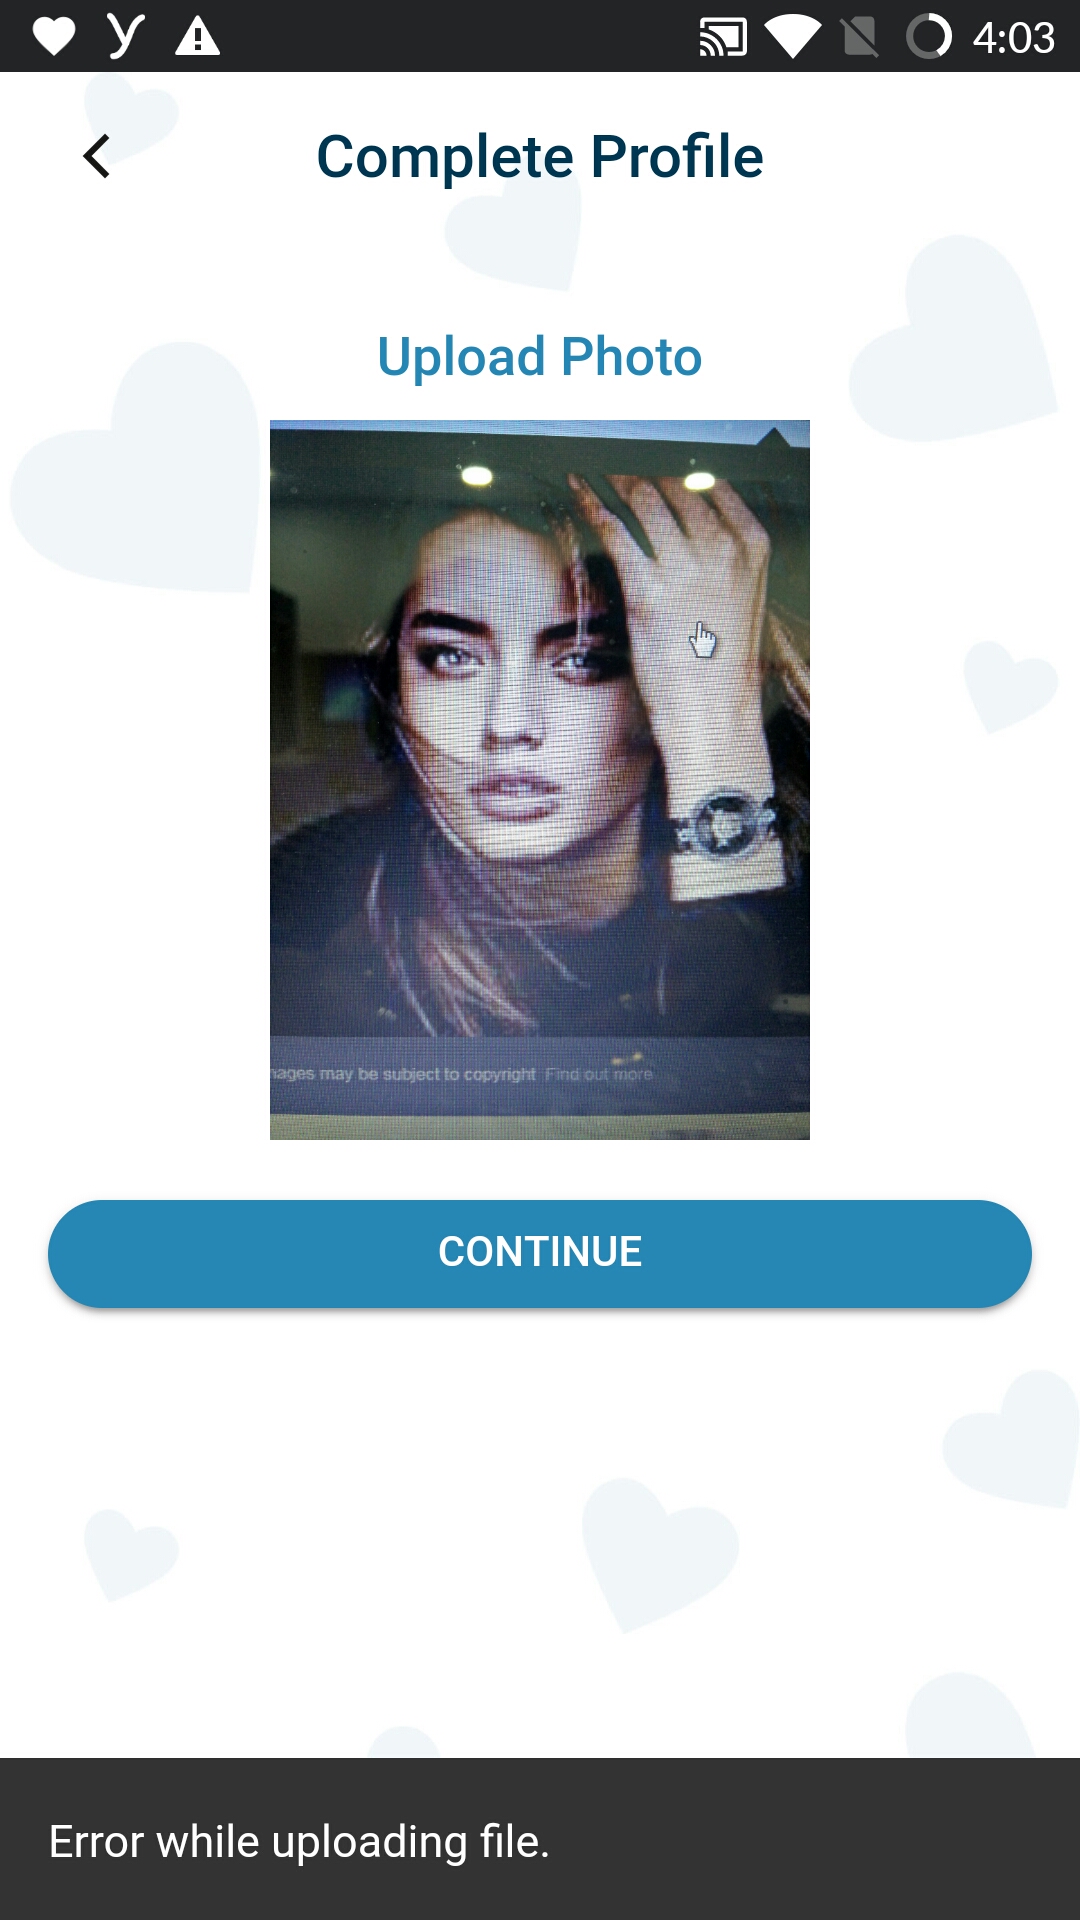 4:03
Complete Profile
Upload Photo
images may be subject to copyright Find out more
CONTINUE
Error while uploading file.